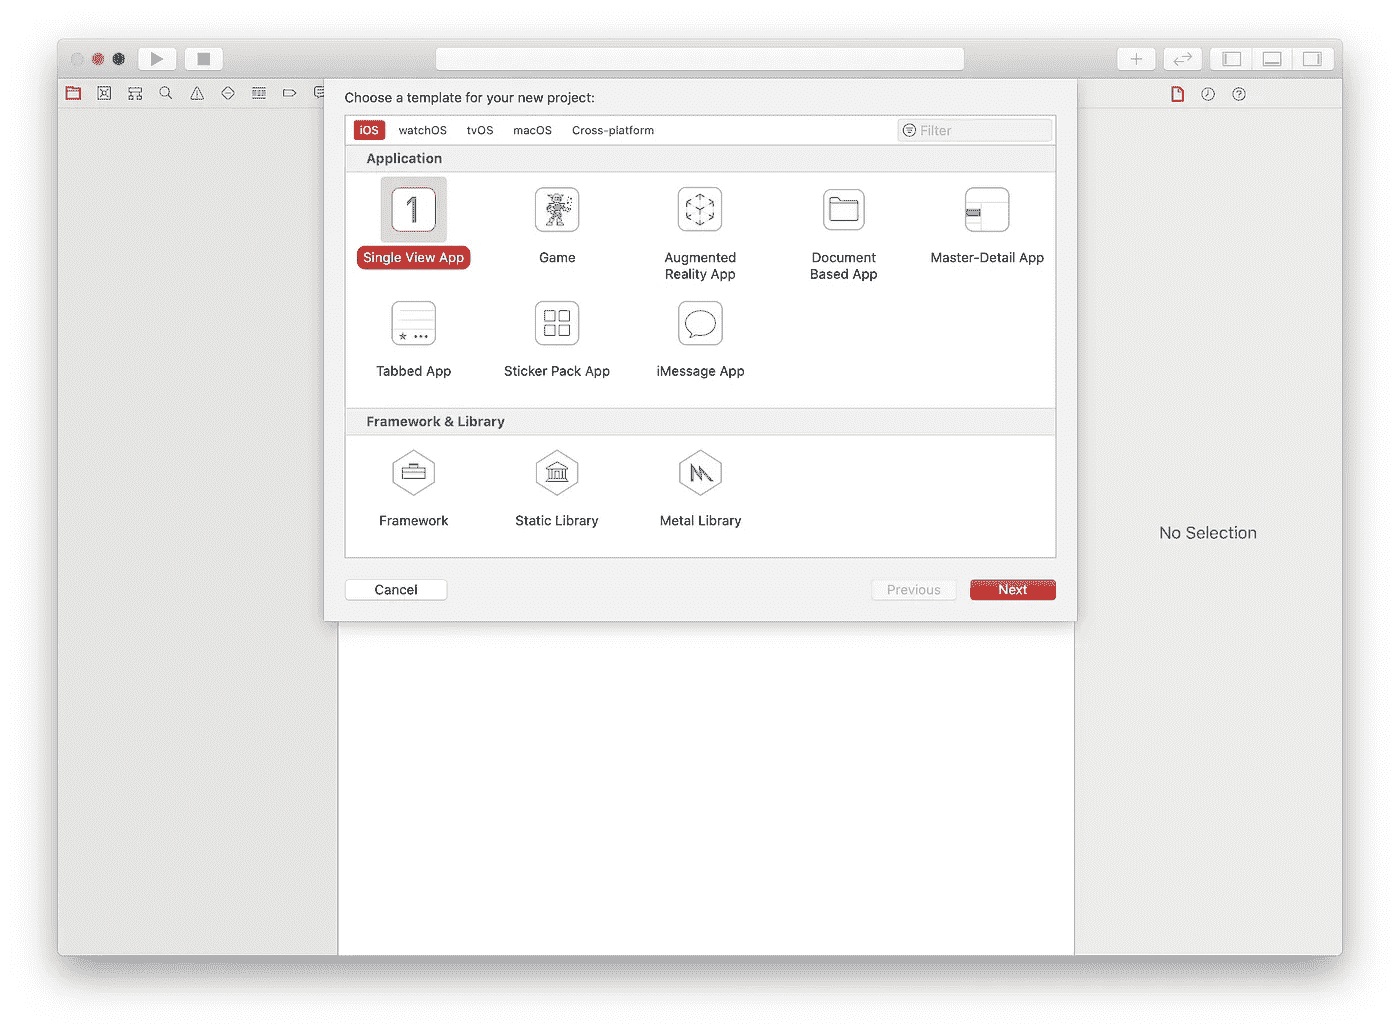 Choose a template for your new project:
iOS watchOS tvOS macOS Cross-platform Filter
Application
1
Single View App Game Augmented Reality App Document Based App Master-Detail App
Tabbed App Sticker Pack App iMessage App
Framework & Library
Framework Static Library Metal Library
No Selection
Cancel Previous Next